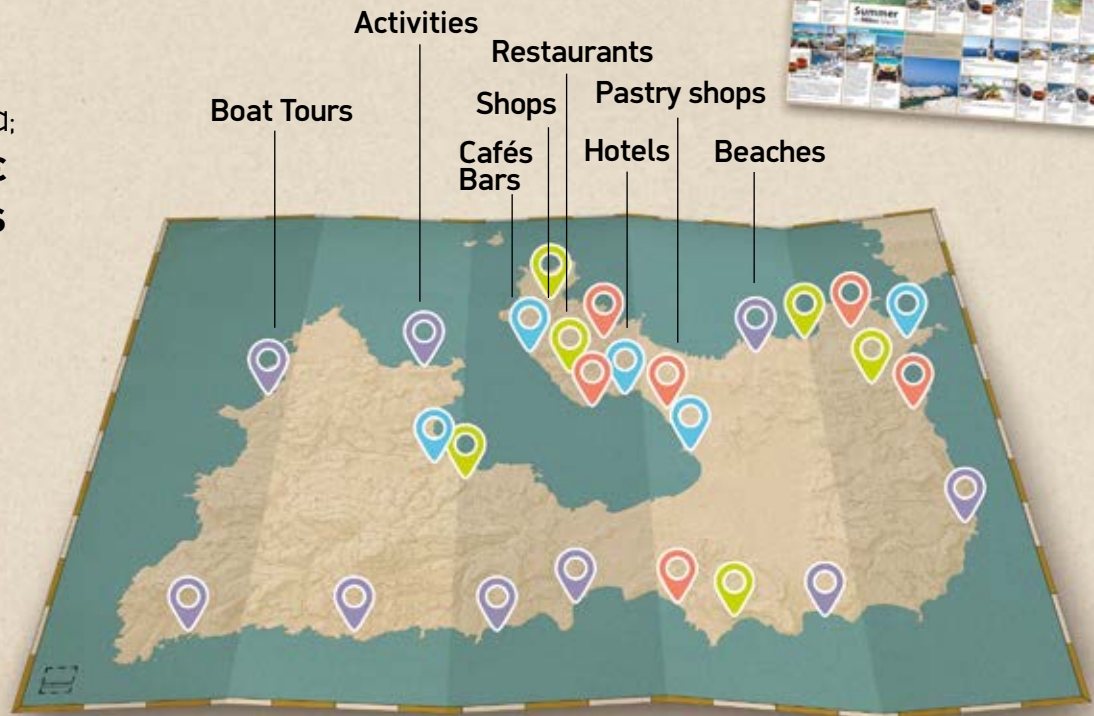 Activities
Restaurants
Boat Tours
Shops
Pastry shops
Cafés
Bars
Hotels
Beaches
Summer